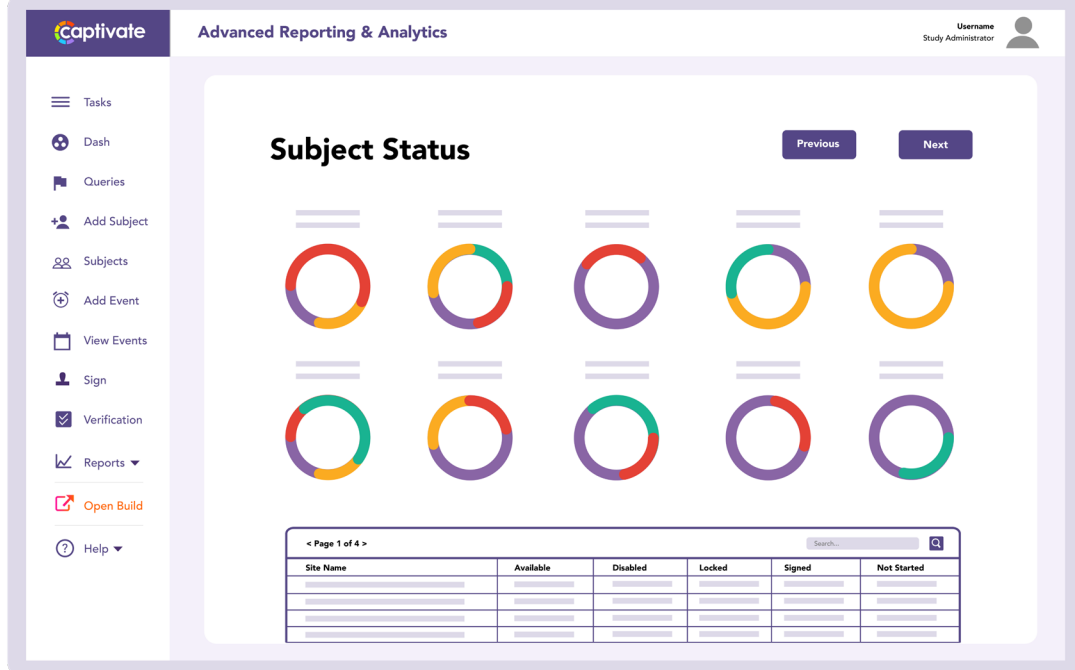 captivate
Advanced Reporting & Analytics
Username
Study Administrator
Tasks
Dash
Queries
Add Subject
Subjects
Add Event
View Events
Sign
Verification
Reports
Open Build
Help
Subject Status
Previous
Next
< Page 1 of 4 >
Search...
Site Name Available Disabled Locked Signed Not Started